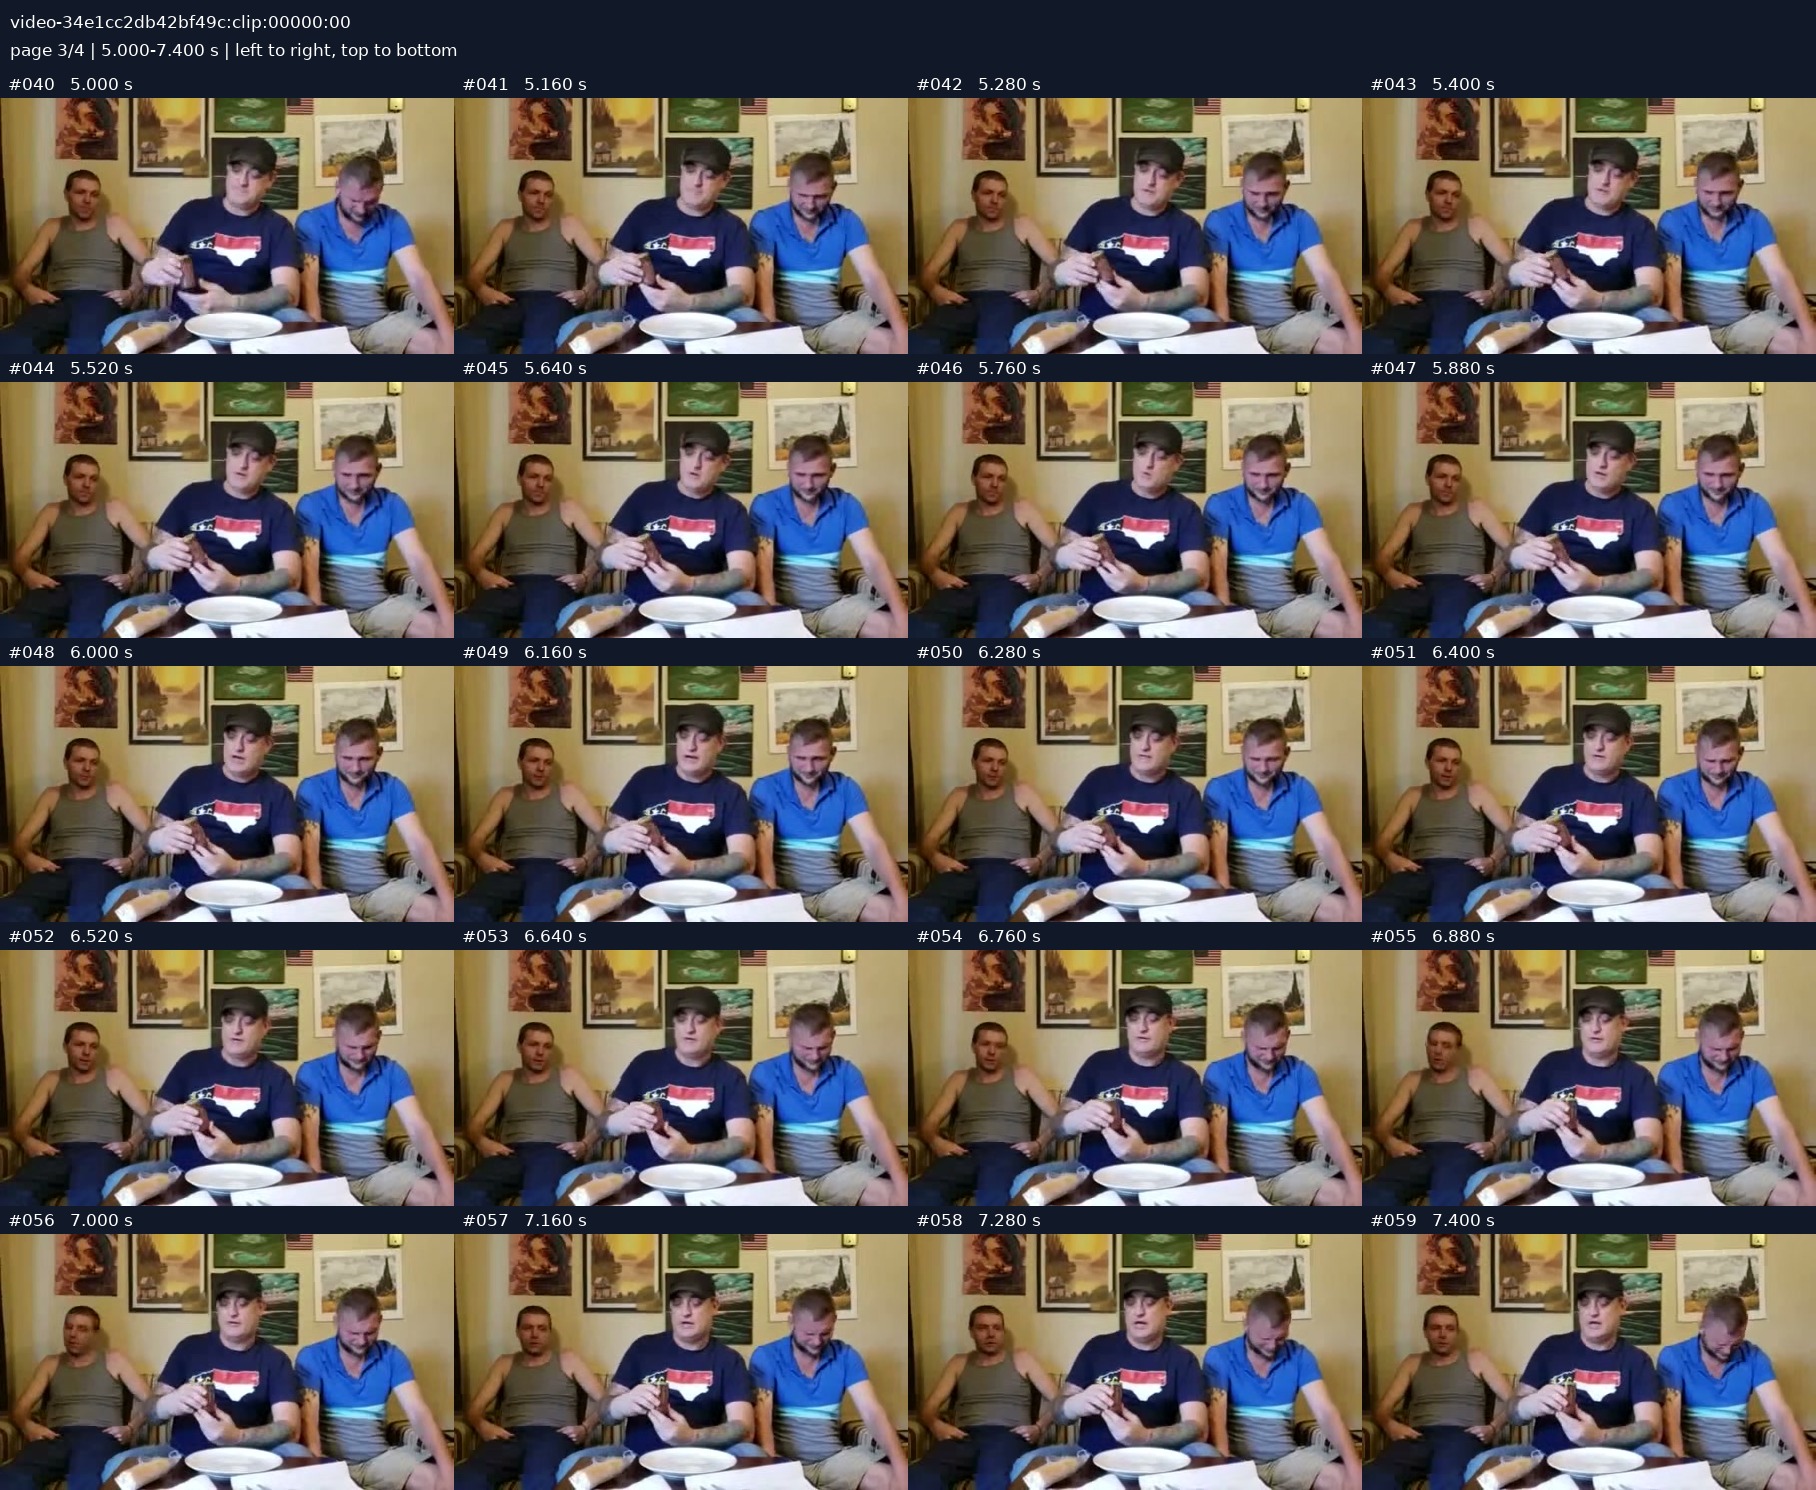 video-34e1cc2db42bf49c:clip:00000:00
page 3/4 | 5.000-7.400 s | left to right, top to bottom
#040 5.000 s
#041 5.160 s
#042 5.280 s
#043 5.400 s
#044 5.520 s
#045 5.640 s
#046 5.760 s
#047 5.880 s
#048 6.000 s
#049 6.160 s
#050 6.280 s
#051 6.400 s
#052 6.520 s
#053 6.640 s
#054 6.760 s
#055 6.880 s
#056 7.000 s
#057 7.160 s
#058 7.280 s
#059 7.400 s